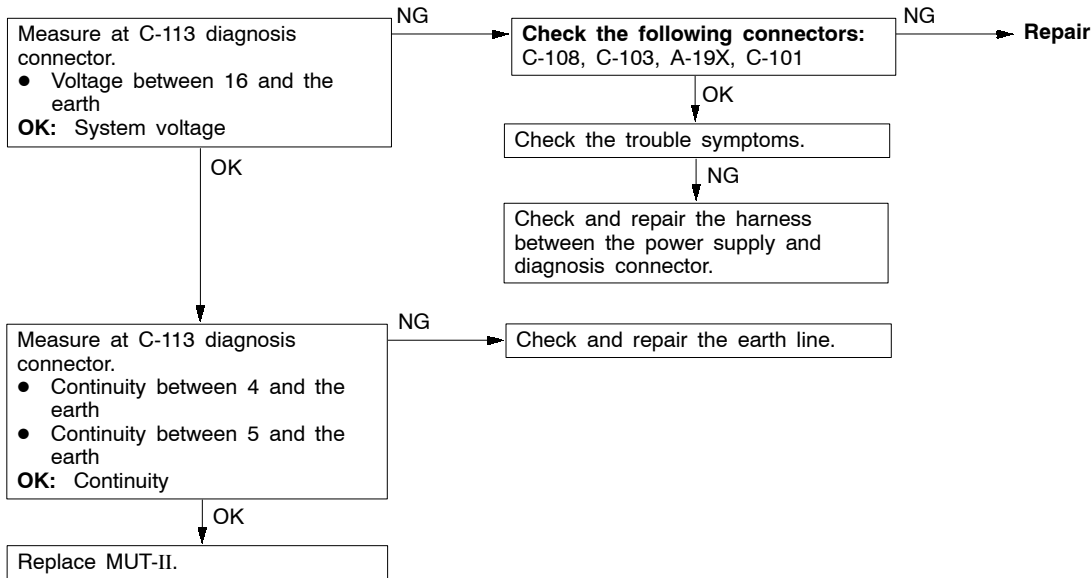 Measure at C-113 diagnosis
connector.
● Voltage between 16 and the
earth
OK: System voltage
NG
Check the following connectors:
C-108, C-103, A-19X, C-101
NG
Repair
OK
Check the trouble symptoms.
NG
Check and repair the harness
between the power supply and
diagnosis connector.
OK
Measure at C-113 diagnosis
connector.
● Continuity between 4 and the
earth
● Continuity between 5 and the
earth
OK: Continuity
NG
Check and repair the earth line.
OK
Replace MUT-II.